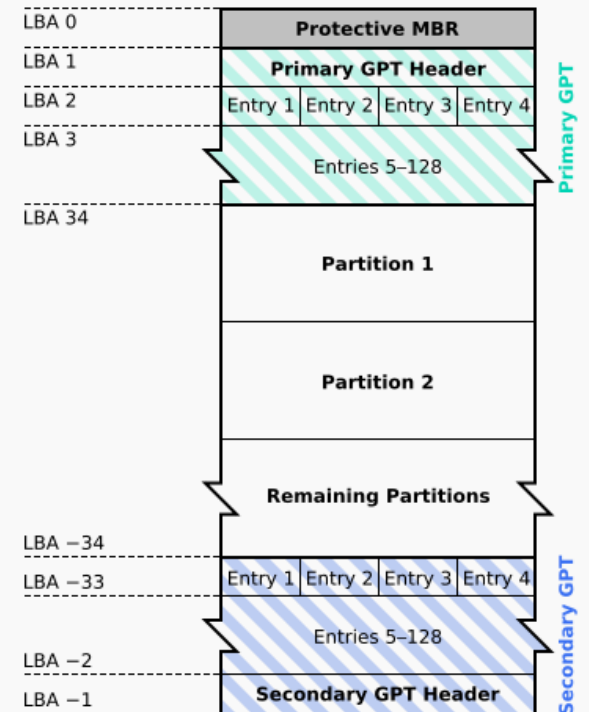 LBA 0
Protective MBR
LBA 1
Primary GPT Header
LBA 2
Entry 1 Entry 2 Entry 3 Entry 4
LBA 3
Entries 5–128
Primary GPT
LBA 34
Partition 1
Partition 2
Remaining Partitions
LBA −34
LBA −33
Entry 1 Entry 2 Entry 3 Entry 4
Entries 5–128
LBA −2
Secondary GPT Header
LBA −1
Secondary GPT